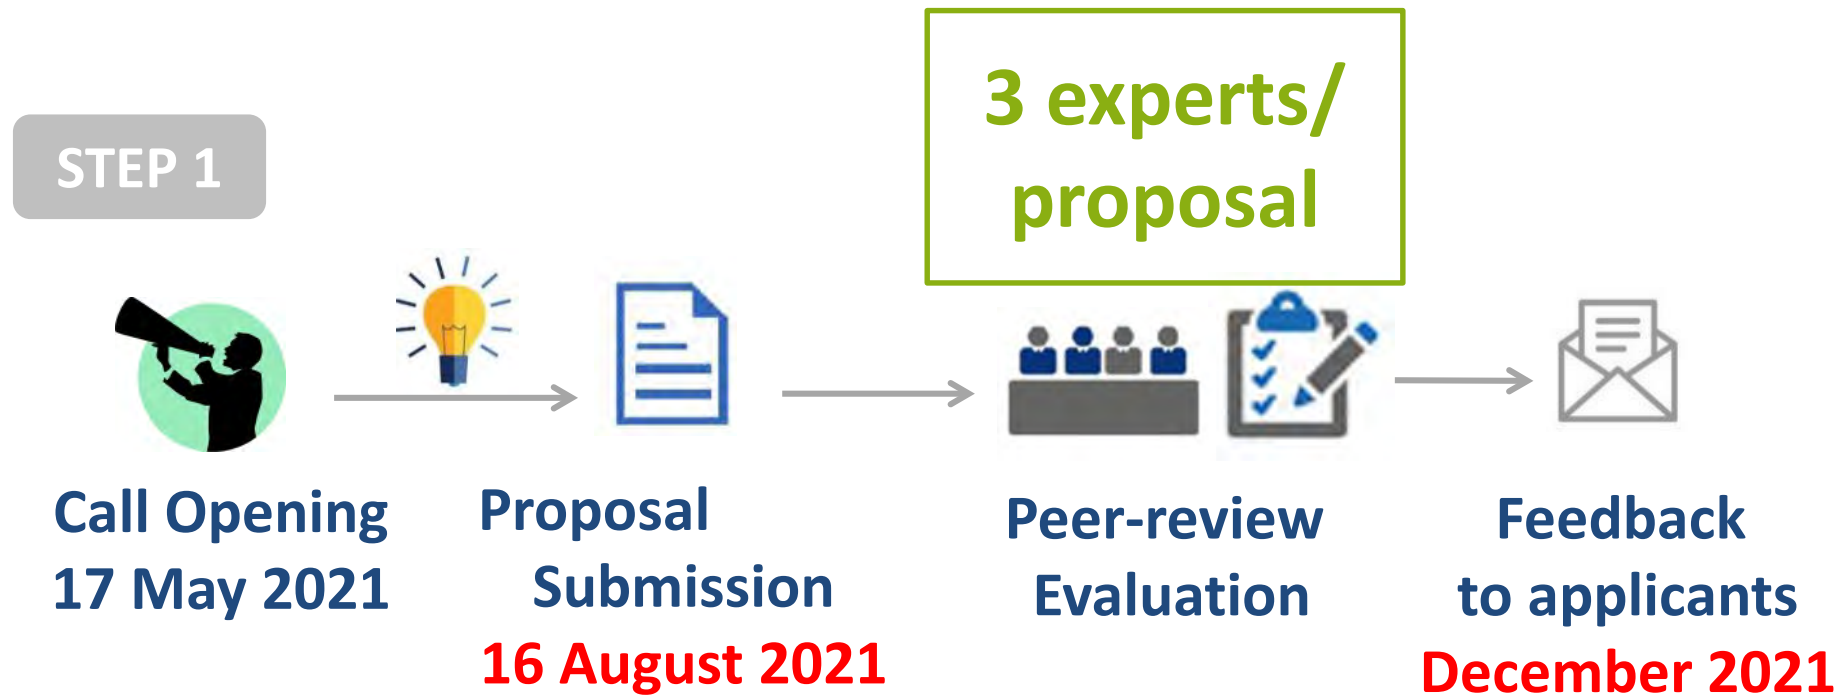 STEP 1
3 experts/
proposal
Call Opening
17 May 2021
Proposal
Submission
16 August 2021
Peer-review
Evaluation
Feedback
to applicants
December 2021